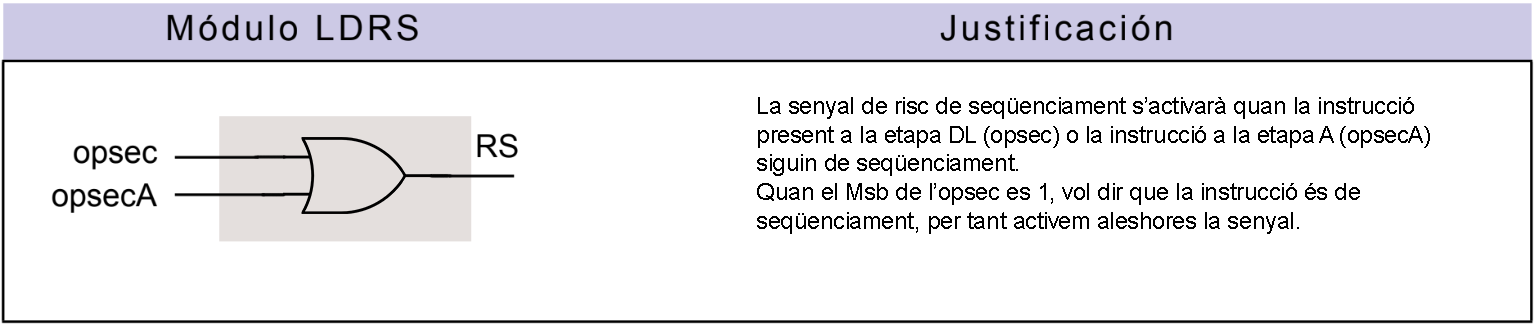 Módulo LDRS
Justificación
opsec
opsecA
RS
La senyal de risc de seqüenciament s'activarà quan la instrucció
present a la etapa DL (opsec) o la instrucció a la etapa A (opsecA)
siguin de seqüenciament.
Quan el Msb de l'opsec es 1, vol dir que la instrucció és de
seqüenciament, per tant activem aleshores la senyal.